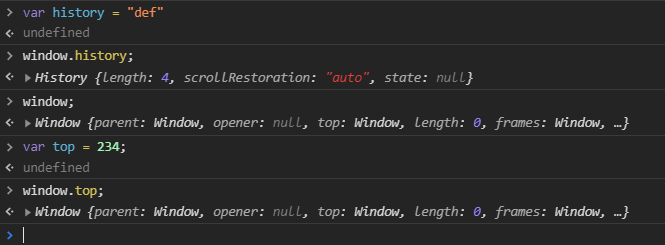 > var history = "def"
<· undefined
> window.history;
<· ▶ History {length: 4, scrollRestoration: "auto", state: null}
> window;
<· ▶ Window {parent: Window, opener: null, top: Window, length: 0, frames: Window, …}
> var top = 234;
<· undefined
> window.top;
<· ▶ Window {parent: Window, opener: null, top: Window, length: 0, frames: Window, …}
>